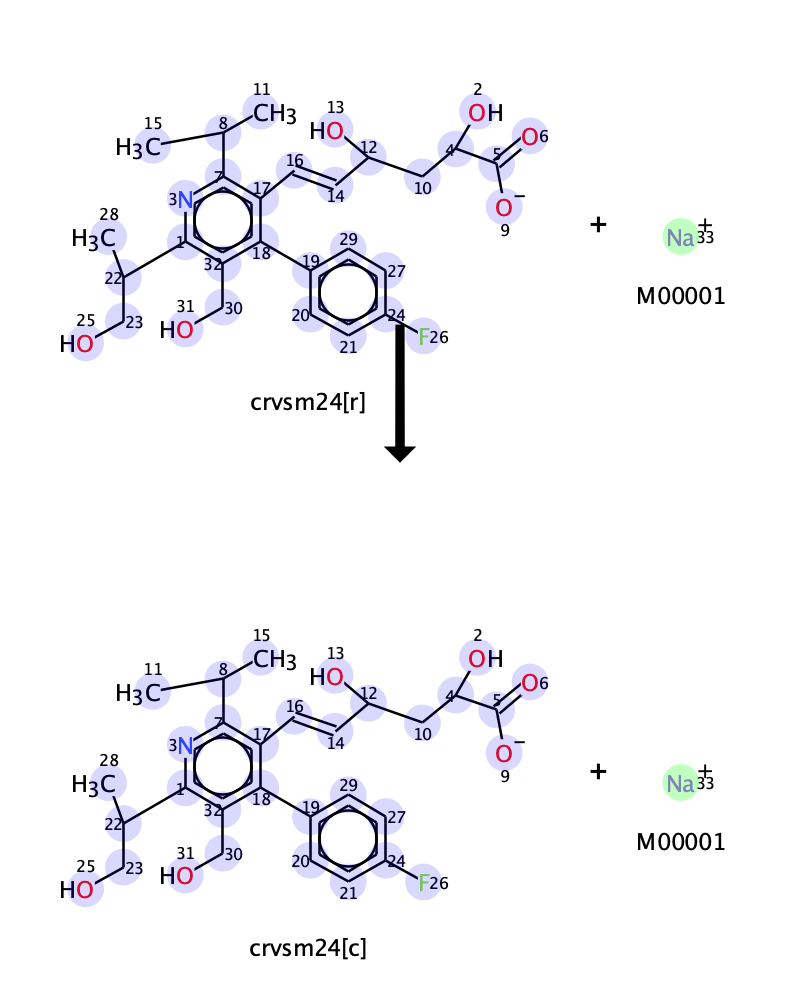 11
CH3
15
H3C
8
13
HO
12
2
OH
4
5
O6
16
10
7
17
14
O−
9
3N
28
H3C
1
18
29
+
Na+
33
22
32
19
27
M00001
25
HO
23
31
HO
30
20
24
21
F26
crvsm24[r]
15
CH3
11
H3C
8
13
HO
12
2
OH
4
5
O6
16
10
7
17
14
O−
9
3N
28
H3C
1
18
29
+
Na+
33
22
32
19
27
M00001
25
HO
23
31
HO
30
20
24
21
F26
crvsm24[c]